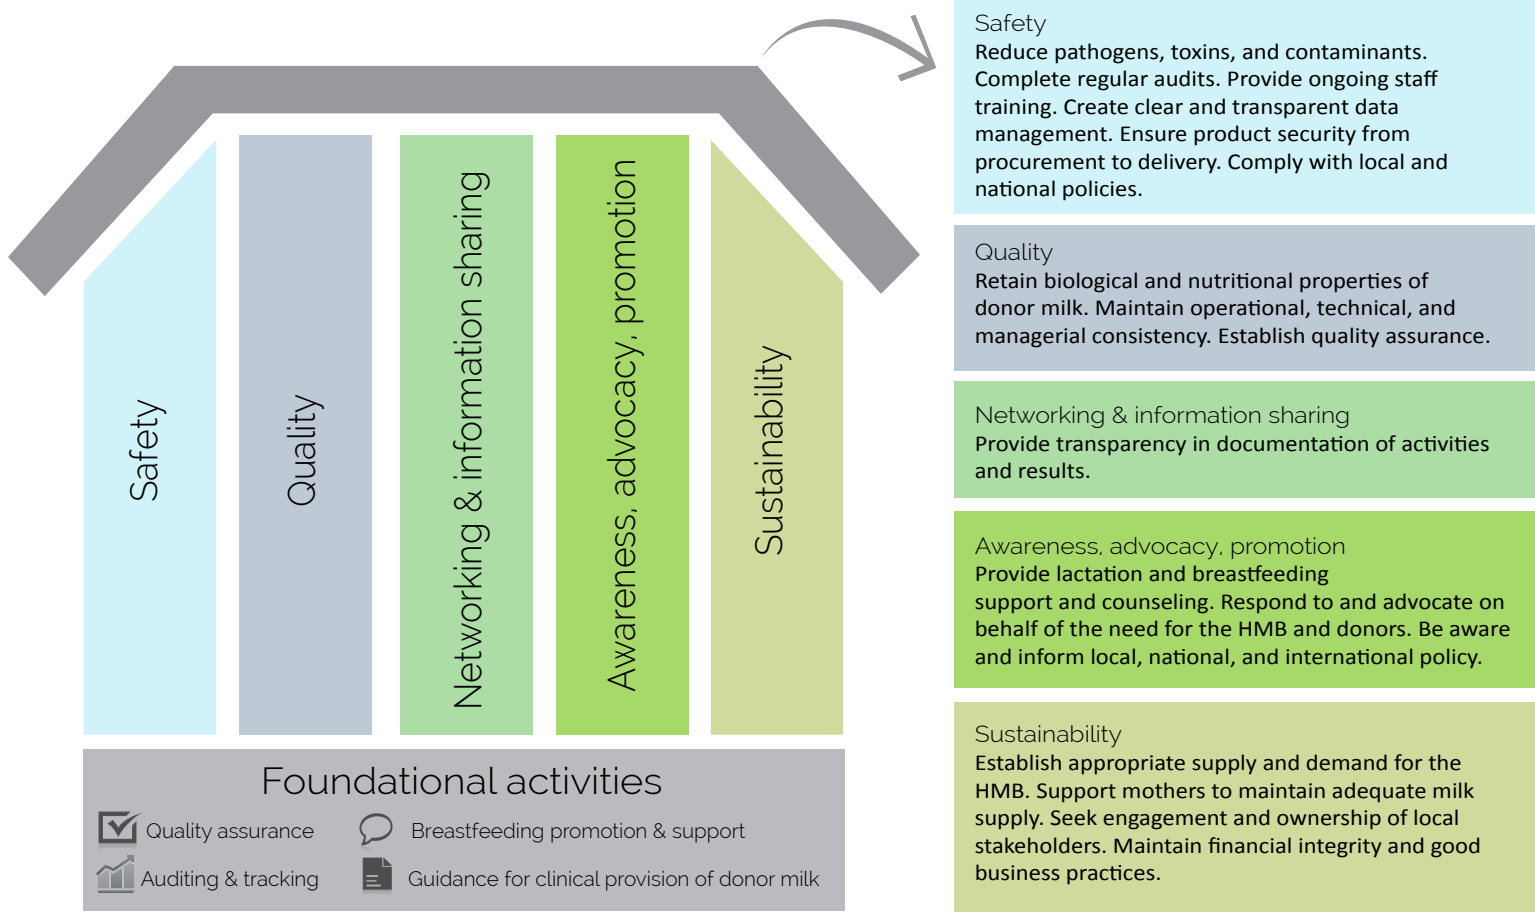 Safety
Quality
Networking & information sharing
Awareness, advocacy, promotion
Sustainability
Foundational activities
Quality assurance
Breastfeeding promotion & support
Auditing & tracking
Guidance for clinical provision of donor milk
Safety
Reduce pathogens, toxins, and contaminants.
Complete regular audits. Provide ongoing staff
training. Create clear and transparent data
management. Ensure product security from
procurement to delivery. Comply with local and
national policies.
Quality
Retain biological and nutritional properties of
donor milk. Maintain operational, technical, and
managerial consistency. Establish quality assurance.
Networking & information sharing
Provide transparency in documentation of activities
and results.
Awareness, advocacy, promotion
Provide lactation and breastfeeding
support and counseling. Respond to and advocate on
behalf of the need for the HMB and donors. Be aware
and inform local, national, and international policy.
Sustainability
Establish appropriate supply and demand for the
HMB. Support mothers to maintain adequate milk
supply. Seek engagement and ownership of local
stakeholders. Maintain financial integrity and good
business practices.